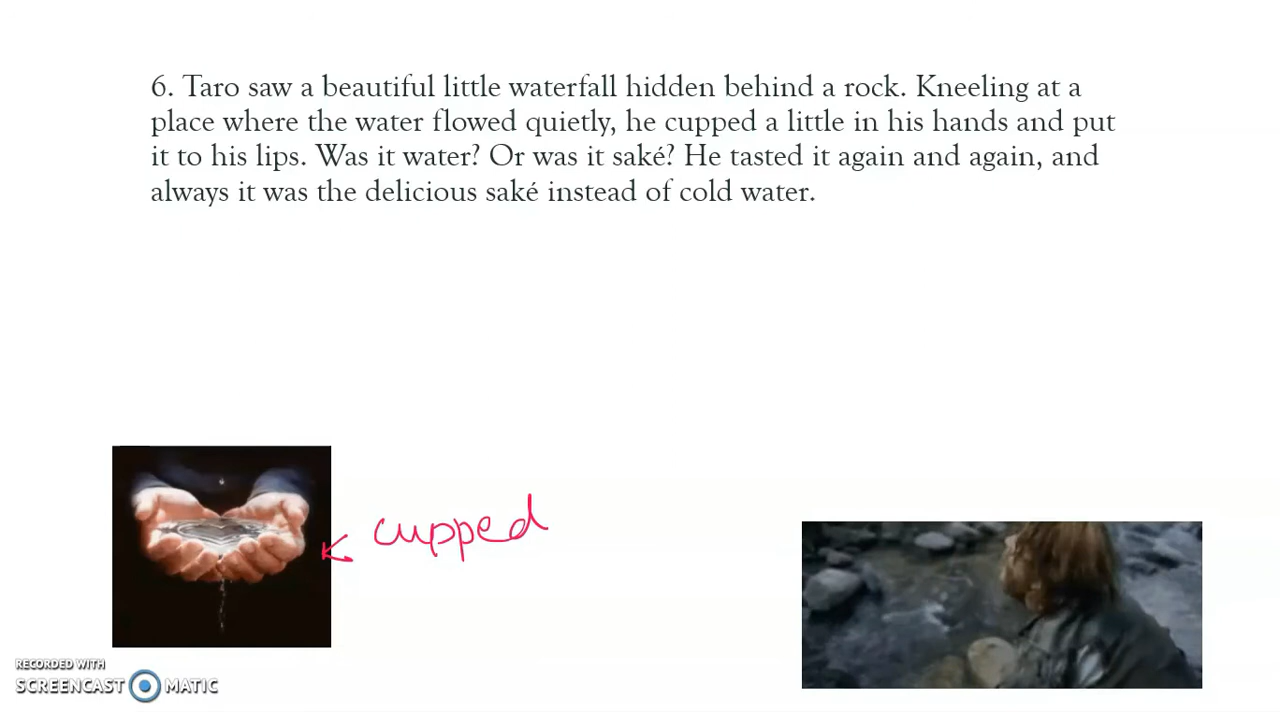 6. Taro saw a beautiful little waterfall hidden behind a rock. Kneeling at a
place where the water flowed quietly, he cupped a little in his hands and put
it to his lips. Was it water? Or was it saké? He tasted it again and again, and
always it was the delicious saké instead of cold water.
cupped
RECORDED WITH
SCREENCAST MATIC